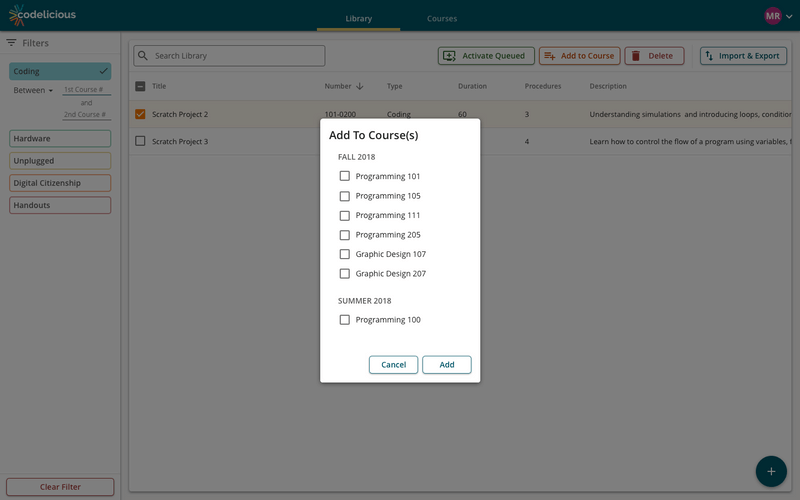 codelicious
Library
Courses
MR
Filters
Coding
Between
1st Course #
and
2nd Course #
Hardware
Unplugged
Digital Citizenship
Handouts
Clear Filter
Search Library
Activate Queued
Add to Course
Delete
Import & Export
Title Number Type Duration Procedures Description
Scratch Project 2 101-0200 Coding 60 3 Understanding simulations and introducing loops, condition
Scratch Project 3 4 Learn how to control the flow of a program using variables,
Add To Course(s)
FALL 2018
Programming 101
Programming 105
Programming 111
Programming 205
Graphic Design 107
Graphic Design 207
SUMMER 2018
Programming 100
Cancel
Add
+